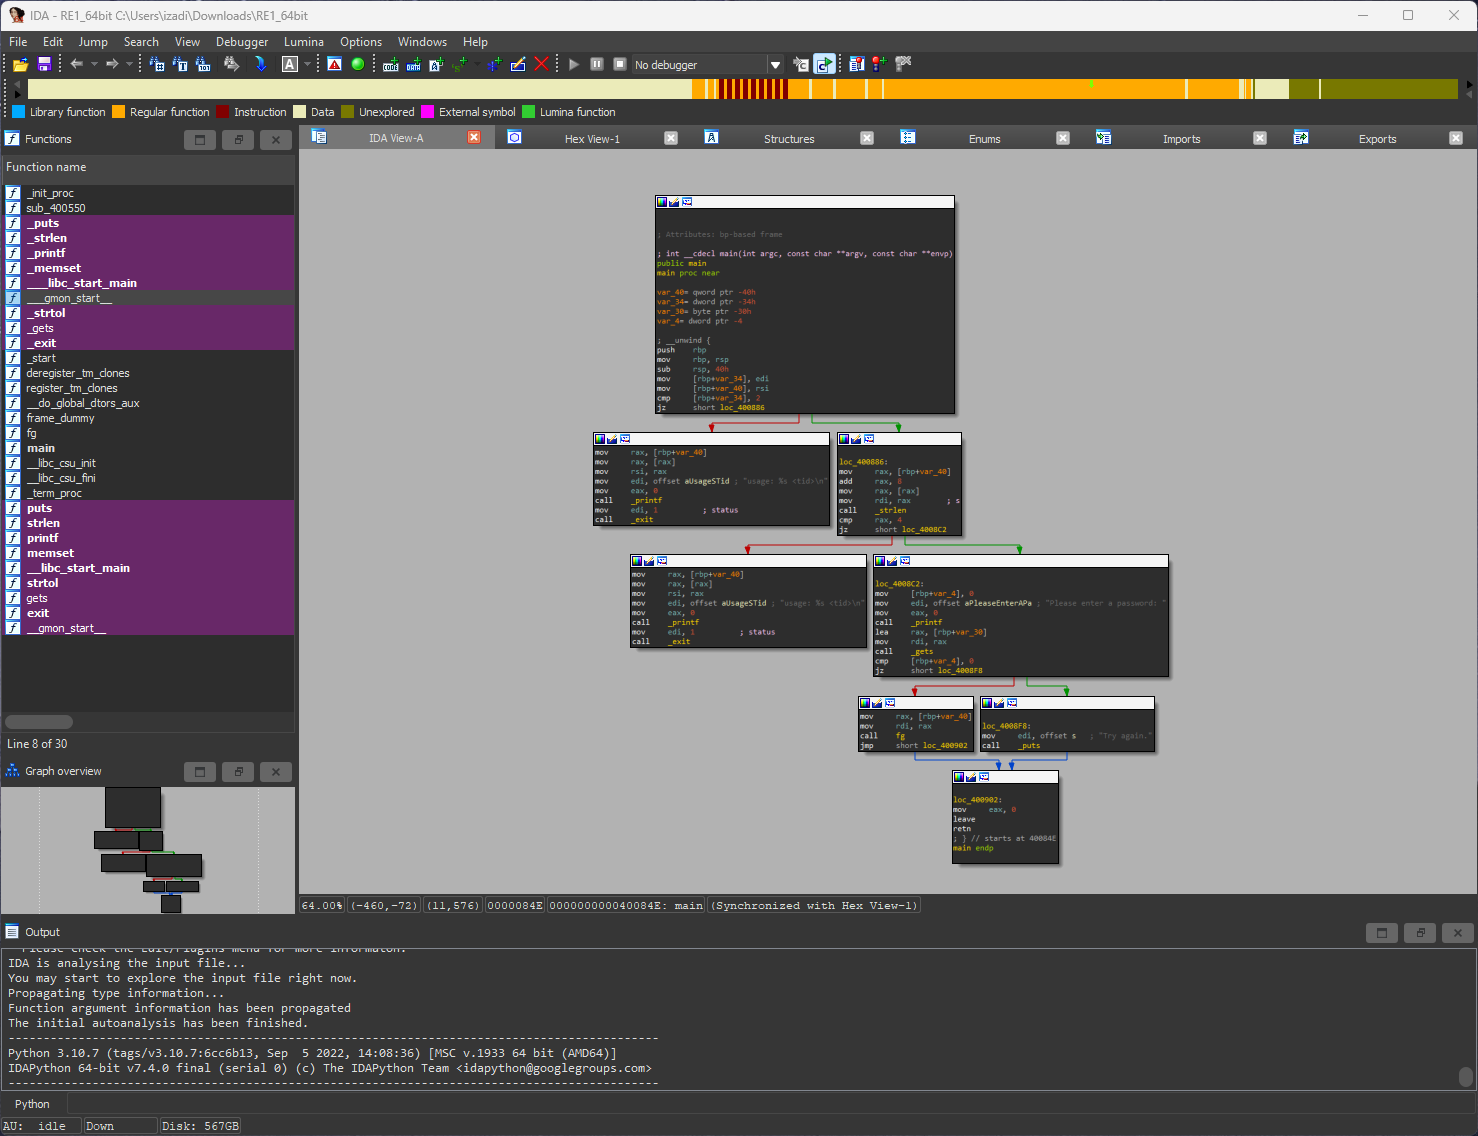 IDA - RE1_64bit C:\Users\izadi\Downloads\RE1_64bit
File Edit Jump Search View Debugger Lumina Options Windows Help
No debugger
Library function Regular function Instruction Data Unexplored External symbol Lumina function
Functions
Function name
_init_proc
sub_400550
_puts
_strlen
_printf
_memset
___libc_start_main
___gmon_start__
_strtol
_gets
_exit
_start
deregister_tm_clones
register_tm_clones
__do_global_dtors_aux
frame_dummy
fg
main
__libc_csu_init
__libc_csu_fini
_term_proc
puts
strlen
printf
memset
__libc_start_main
strtol
gets
exit
__gmon_start__
Line 8 of 30
Graph overview
IDA View-A Hex View-1 Structures Enums Imports Exports
; Attributes: bp-based frame
; int __cdecl main(int argc, const char **argv, const char **envp)
public main
main proc near
var_40= qword ptr -40h
var_34= dword ptr -34h
var_30= byte ptr -30h
var_4= dword ptr -4
; __unwind {
push rbp
mov rbp, rsp
sub rsp, 40h
mov [rbp+var_34], edi
mov [rbp+var_40], rsi
cmp [rbp+var_34], 2
jz short loc_400886
mov rax, [rbp+var_40]
mov rax, [rax]
mov rsi, rax
mov edi, offset aUsageSTid ; "usage: %s <tid>\n"
mov eax, 0
call _printf
mov edi, 1 ; status
call _exit
loc_400886:
mov rax, [rbp+var_40]
add rax, 8
mov rax, [rax]
mov rdi, rax ; s
call _strlen
cmp rax, 4
jz short loc_4008C2
mov rax, [rbp+var_40]
mov rax, [rax]
mov rsi, rax
mov edi, offset aUsageSTid ; "usage: %s <tid>\n"
mov eax, 0
call _printf
mov edi, 1 ; status
call _exit
loc_4008C2:
mov [rbp+var_4], 0
mov edi, offset aPleaseEnterAPa ; "Please enter a password: "
mov eax, 0
call _printf
lea rax, [rbp+var_30]
mov rdi, rax
call _gets
cmp [rbp+var_4], 0
jz short loc_4008F8
mov rax, [rbp+var_40]
mov rdi, rax
call fg
jmp short loc_400902
loc_4008F8:
mov edi, offset s ; "Try again."
call _puts
loc_400902:
mov eax, 0
leave
retn
; } // starts at 40084E
main endp
64.00% (-460,-72) (11,576) 0000084E 000000000040084E: main (Synchronized with Hex View-1)
Output
Please check the Edit/Plugins menu for more informaton.
IDA is analysing the input file...
You may start to explore the input file right now.
Propagating type information...
Function argument information has been propagated
The initial autoanalysis has been finished.
Python 3.10.7 (tags/v3.10.7:6cc6b13, Sep  5 2022, 14:08:36) [MSC v.1933 64 bit (AMD64)]
IDAPython 64-bit v7.4.0 final (serial 0) (c) The IDAPython Team <idapython@googlegroups.com>
Python
AU: idle Down Disk: 567GB